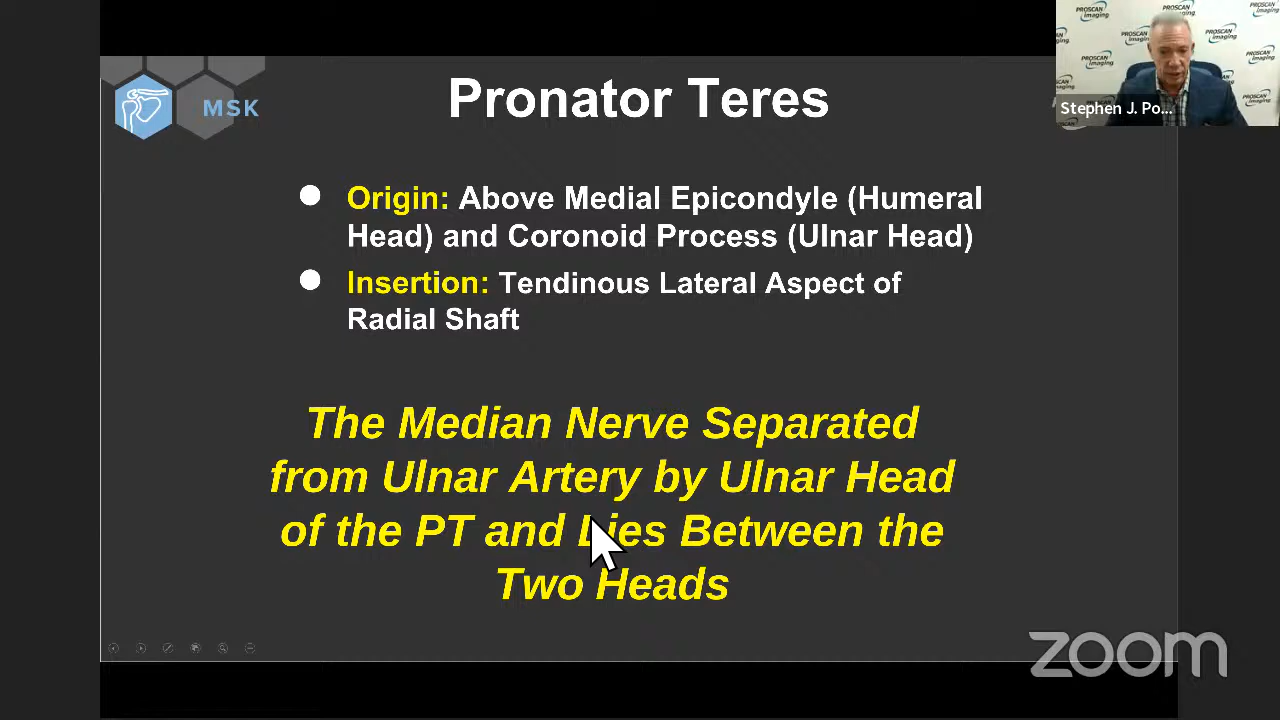 PROSCAN
imaging
Stephen J. Po...
MSK
Pronator Teres
Origin: Above Medial Epicondyle (Humeral
Head) and Coronoid Process (Ulnar Head)
Insertion: Tendinous Lateral Aspect of
Radial Shaft
The Median Nerve Separated
from Ulnar Artery by Ulnar Head
of the PT and Lies Between the
Two Heads
zoom